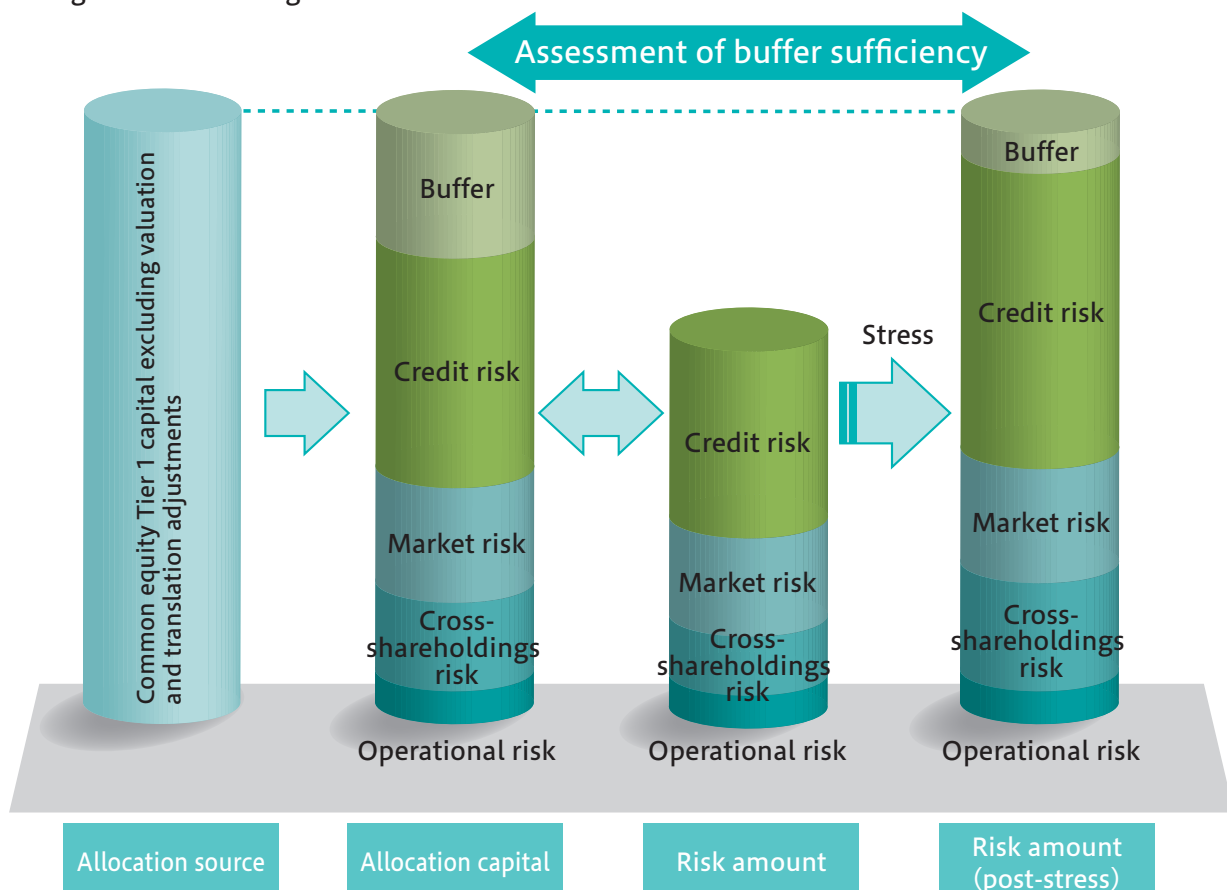 Assessment of buffer sufficiency
Common equity Tier 1 capital excluding valuation
and translation adjustments
Buffer
Credit risk
Market risk
Cross-
shareholdings
risk
Operational risk
Credit risk
Market risk
Cross-
shareholdings
risk
Operational risk
Stress
Buffer
Credit risk
Market risk
Cross-
shareholdings
risk
Operational risk
Allocation source
Allocation capital
Risk amount
Risk amount
(post-stress)